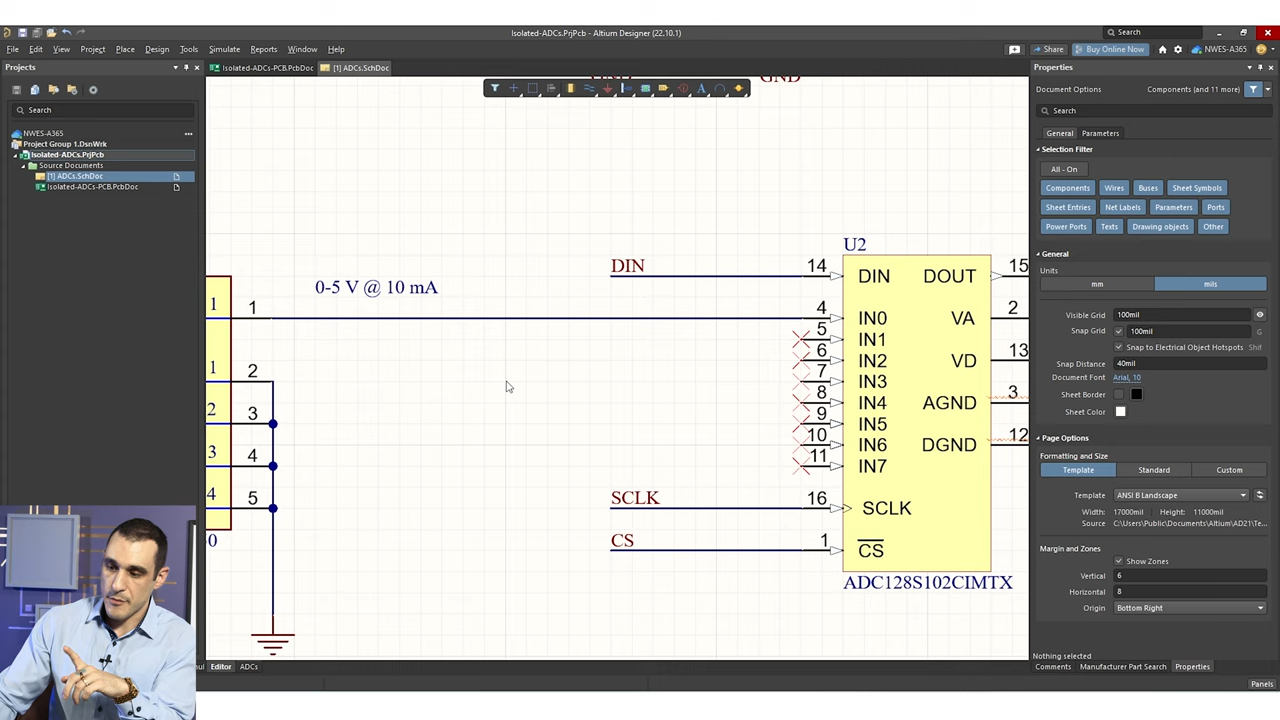 Isolated-ADCs.PrjPcb - Altium Designer (22.10.1)
Search
File Edit View Project Place Design Tools Simulate Reports Window Help
Share
Buy Online Now
NWES-A365
Projects
Isolated-ADCs-PCB.PcbDoc
[1] ADCs.SchDoc
Search
NWES-A365
Project Group 1.DsnWrk
Isolated-ADCs.PrjPcb
Source Documents
[1] ADCs.SchDoc
Isolated-ADCs-PCB.PcbDoc
GND
0-5 V @ 10 mA
1
1
2
3
4
1
2
3
4
5
0
DIN
SCLK
CS
U2
14
4
5
6
7
8
9
10
11
16
1
DIN
IN0
IN1
IN2
IN3
IN4
IN5
IN6
IN7
SCLK
CS
DOUT
VA
VD
AGND
DGND
15
2
13
3
12
ADC128S102CIMTX
Editor
ADCs
Properties
Document Options
Components (and 11 more)
Search
General
Parameters
Selection Filter
All - On
Components Wires Buses Sheet Symbols
Sheet Entries Net Labels Parameters Ports
Power Ports Texts Drawing objects Other
General
Units
mm mils
Visible Grid 100mil
Snap Grid 100mil
Snap to Electrical Object Hotspots
Snap Distance 40mil
Document Font Arial, 10
Sheet Border
Sheet Color
Page Options
Formatting and Size
Template Standard Custom
Template ANSI B Landscape
Width: 17000mil Height: 11000mil
Source: C:\Users\Public\Documents\Altium\AD21\Te...
Margin and Zones
Show Zones
Vertical 6
Horizontal 8
Origin Bottom Right
Nothing selected
Comments Manufacturer Part Search Properties
Panels